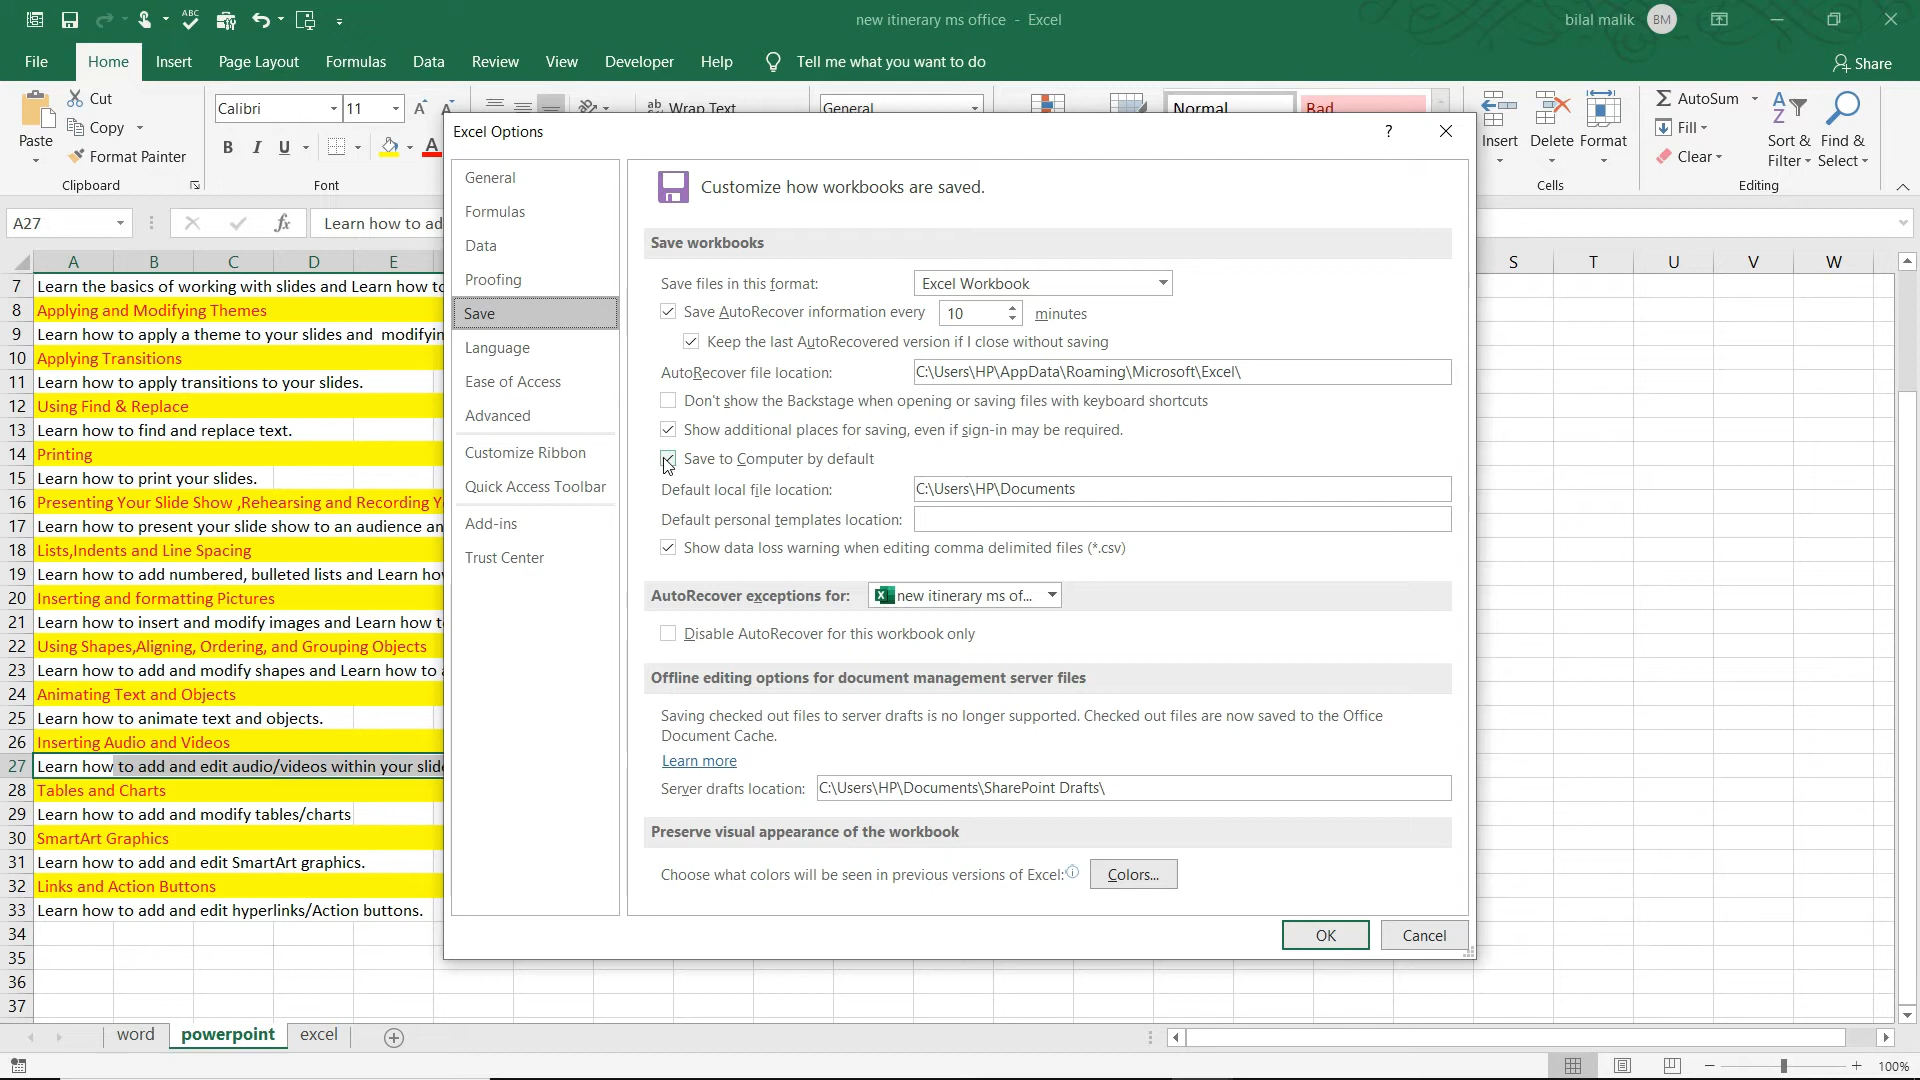 new itinerary ms office - Excel
bilal malik BM
File Home Insert Page Layout Formulas Data Review View Developer Help Tell me what you want to do Share
Paste Cut Copy Format Painter Clipboard
Calibri 11 B I U A Font
ab Wrap Text General Normal Bad
Insert Delete Format Cells
AutoSum Fill Clear Sort & Filter Find & Select Editing
A27 fx Learn how to ad
A B C D E S T U V W
7 Learn the basics of working with slides and Learn how to
8 Applying and Modifying Themes
9 Learn how to apply a theme to your slides and modifyin
10 Applying Transitions
11 Learn how to apply transitions to your slides.
12 Using Find & Replace
13 Learn how to find and replace text.
14 Printing
15 Learn how to print your slides.
16 Presenting Your Slide Show ,Rehearsing and Recording Y
17 Learn how to present your slide show to an audience an
18 Lists,Indents and Line Spacing
19 Learn how to add numbered, bulleted lists and Learn ho
20 Inserting and formatting Pictures
21 Learn how to insert and modify images and Learn how t
22 Using Shapes,Aligning, Ordering, and Grouping Objects
23 Learn how to add and modify shapes and Learn how to
24 Animating Text and Objects
25 Learn how to animate text and objects.
26 Inserting Audio and Videos
27 Learn how to add and edit audio/videos within your slid
28 Tables and Charts
29 Learn how to add and modify tables/charts
30 SmartArt Graphics
31 Learn how to add and edit SmartArt graphics.
32 Links and Action Buttons
33 Learn how to add and edit hyperlinks/Action buttons.
34
35
36
37
Excel Options ?
General
Formulas
Data
Proofing
Save
Language
Ease of Access
Advanced
Customize Ribbon
Quick Access Toolbar
Add-ins
Trust Center
Customize how workbooks are saved.
Save workbooks
Save files in this format: Excel Workbook
Save AutoRecover information every 10 minutes
Keep the last AutoRecovered version if I close without saving
AutoRecover file location: C:\Users\HP\AppData\Roaming\Microsoft\Excel\
Don't show the Backstage when opening or saving files with keyboard shortcuts
Show additional places for saving, even if sign-in may be required.
Save to Computer by default
Default local file location: C:\Users\HP\Documents
Default personal templates location:
Show data loss warning when editing comma delimited files (*.csv)
AutoRecover exceptions for: new itinerary ms of...
Disable AutoRecover for this workbook only
Offline editing options for document management server files
Saving checked out files to server drafts is no longer supported. Checked out files are now saved to the Office
Document Cache.
Learn more
Server drafts location: C:\Users\HP\Documents\SharePoint Drafts\
Preserve visual appearance of the workbook
Choose what colors will be seen in previous versions of Excel: Colors...
OK Cancel
word powerpoint excel
100%